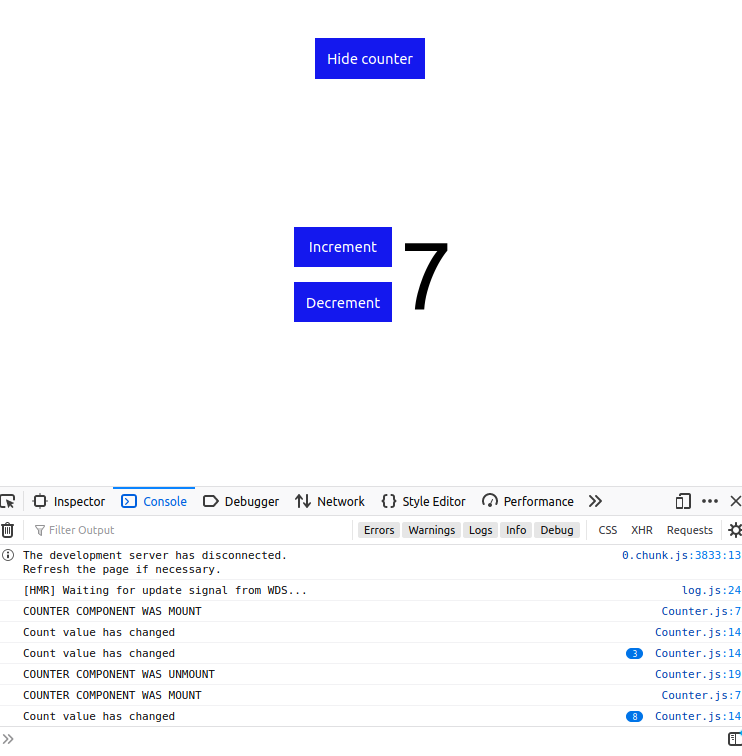 Hide counter
Increment
7
Decrement
Inspector Console Debugger Network Style Editor Performance
Filter Output Errors Warnings Logs Info Debug CSS XHR Requests
The development server has disconnected. 0.chunk.js:3833:13
Refresh the page if necessary.
[HMR] Waiting for update signal from WDS... log.js:24
COUNTER COMPONENT WAS MOUNT Counter.js:7
Count value has changed Counter.js:14
Count value has changed 3 Counter.js:14
COUNTER COMPONENT WAS UNMOUNT Counter.js:19
COUNTER COMPONENT WAS MOUNT Counter.js:7
Count value has changed 8 Counter.js:14